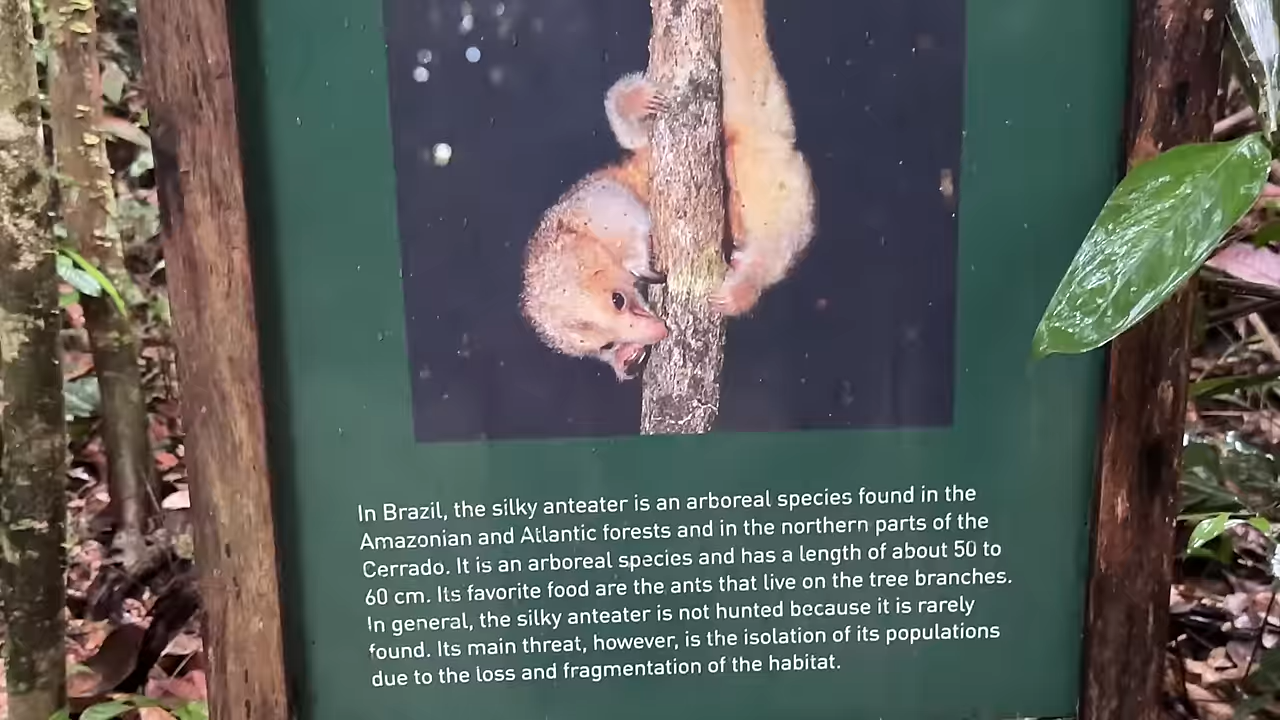 In Brazil, the silky anteater is an arboreal species found in the
Amazonian and Atlantic forests and in the northern parts of the
Cerrado. It is an arboreal species and has a length of about 50 to
60 cm. Its favorite food are the ants that live on the tree branches.
In general, the silky anteater is not hunted because it is rarely
found. Its main threat, however, is the isolation of its populations
due to the loss and fragmentation of the habitat.